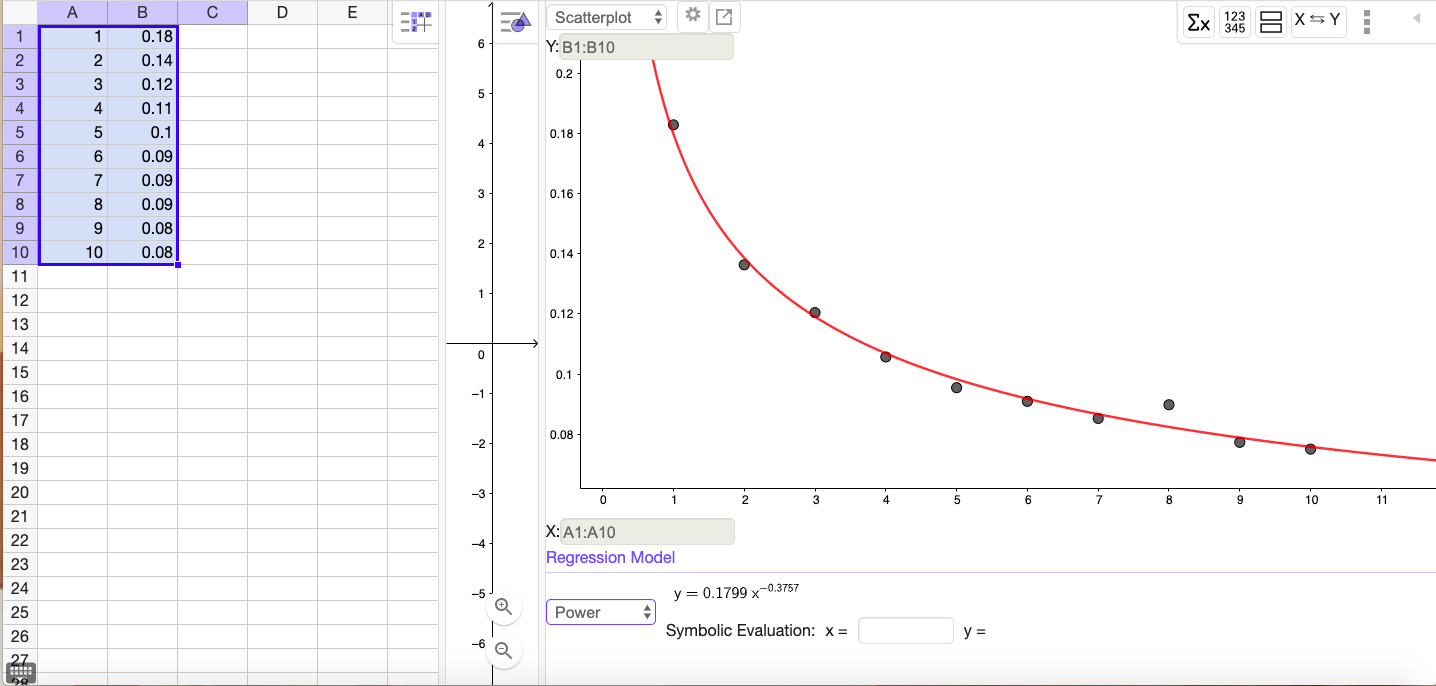 A B C D E
1 1 0.18
2 2 0.14
3 3 0.12
4 4 0.11
5 5 0.1
6 6 0.09
7 7 0.09
8 8 0.09
9 9 0.08
10 10 0.08
11
12
13
14
15
16
17
18
19
20
21
22
23
24
25
26
27
28
6
5
4
3
2
1
0
−1
−2
−3
−4
−5
−6
Scatterplot
Σx
123
345
X ⇆ Y
Y: B1:B10
0.2
0.18
0.16
0.14
0.12
0.1
0.08
0 1 2 3 4 5 6 7 8 9 10 11
X: A1:A10
Regression Model
y = 0.1799 x^−0.3757
Power
Symbolic Evaluation: x = y =